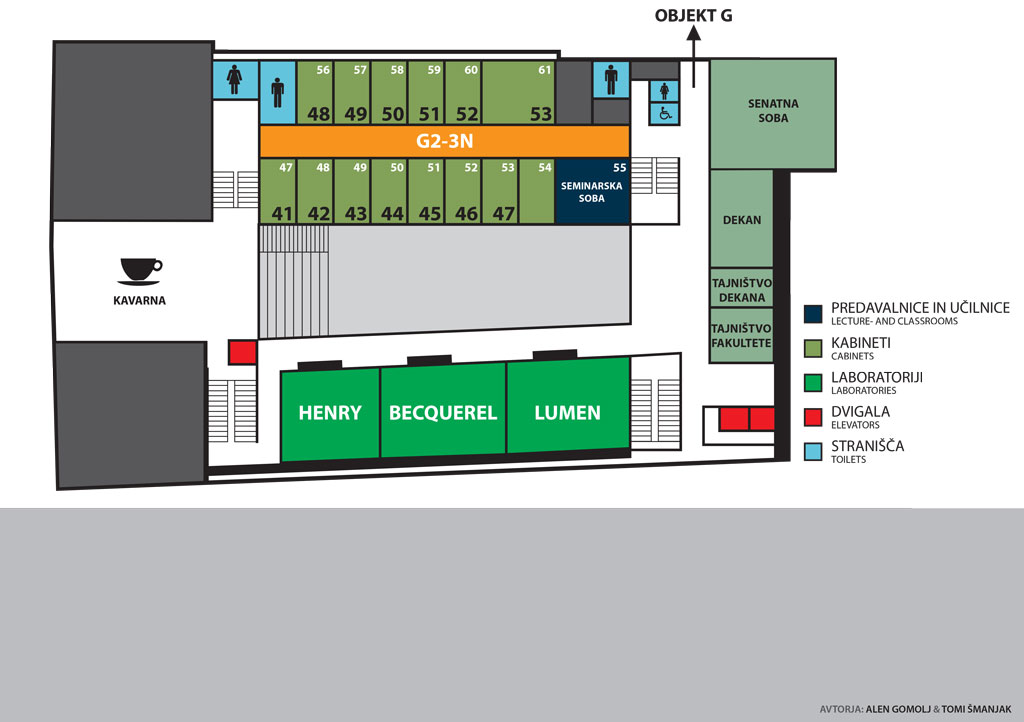 OBJEKT G
56 57 58 59 60 61
48 49 50 51 52 53
G2-3N
47 48 49 50 51 52 53 54 55
SEMINARSKA
SOBA
41 42 43 44 45 46 47
SENATNA
SOBA
DEKAN
TAJNIŠTVO
DEKANA
TAJNIŠTVO
FAKULTETE
KAVARNA
HENRY
BECQUEREL
LUMEN
PREDAVALNICE IN UČILNICE
LECTURE- AND CLASSROOMS
KABINETI
CABINETS
LABORATORIJI
LABORATORIES
DVIGALA
ELEVATORS
STRANIŠČA
TOILETS
AVTORJA: ALEN GOMOLJ & TOMI ŠMANJAK